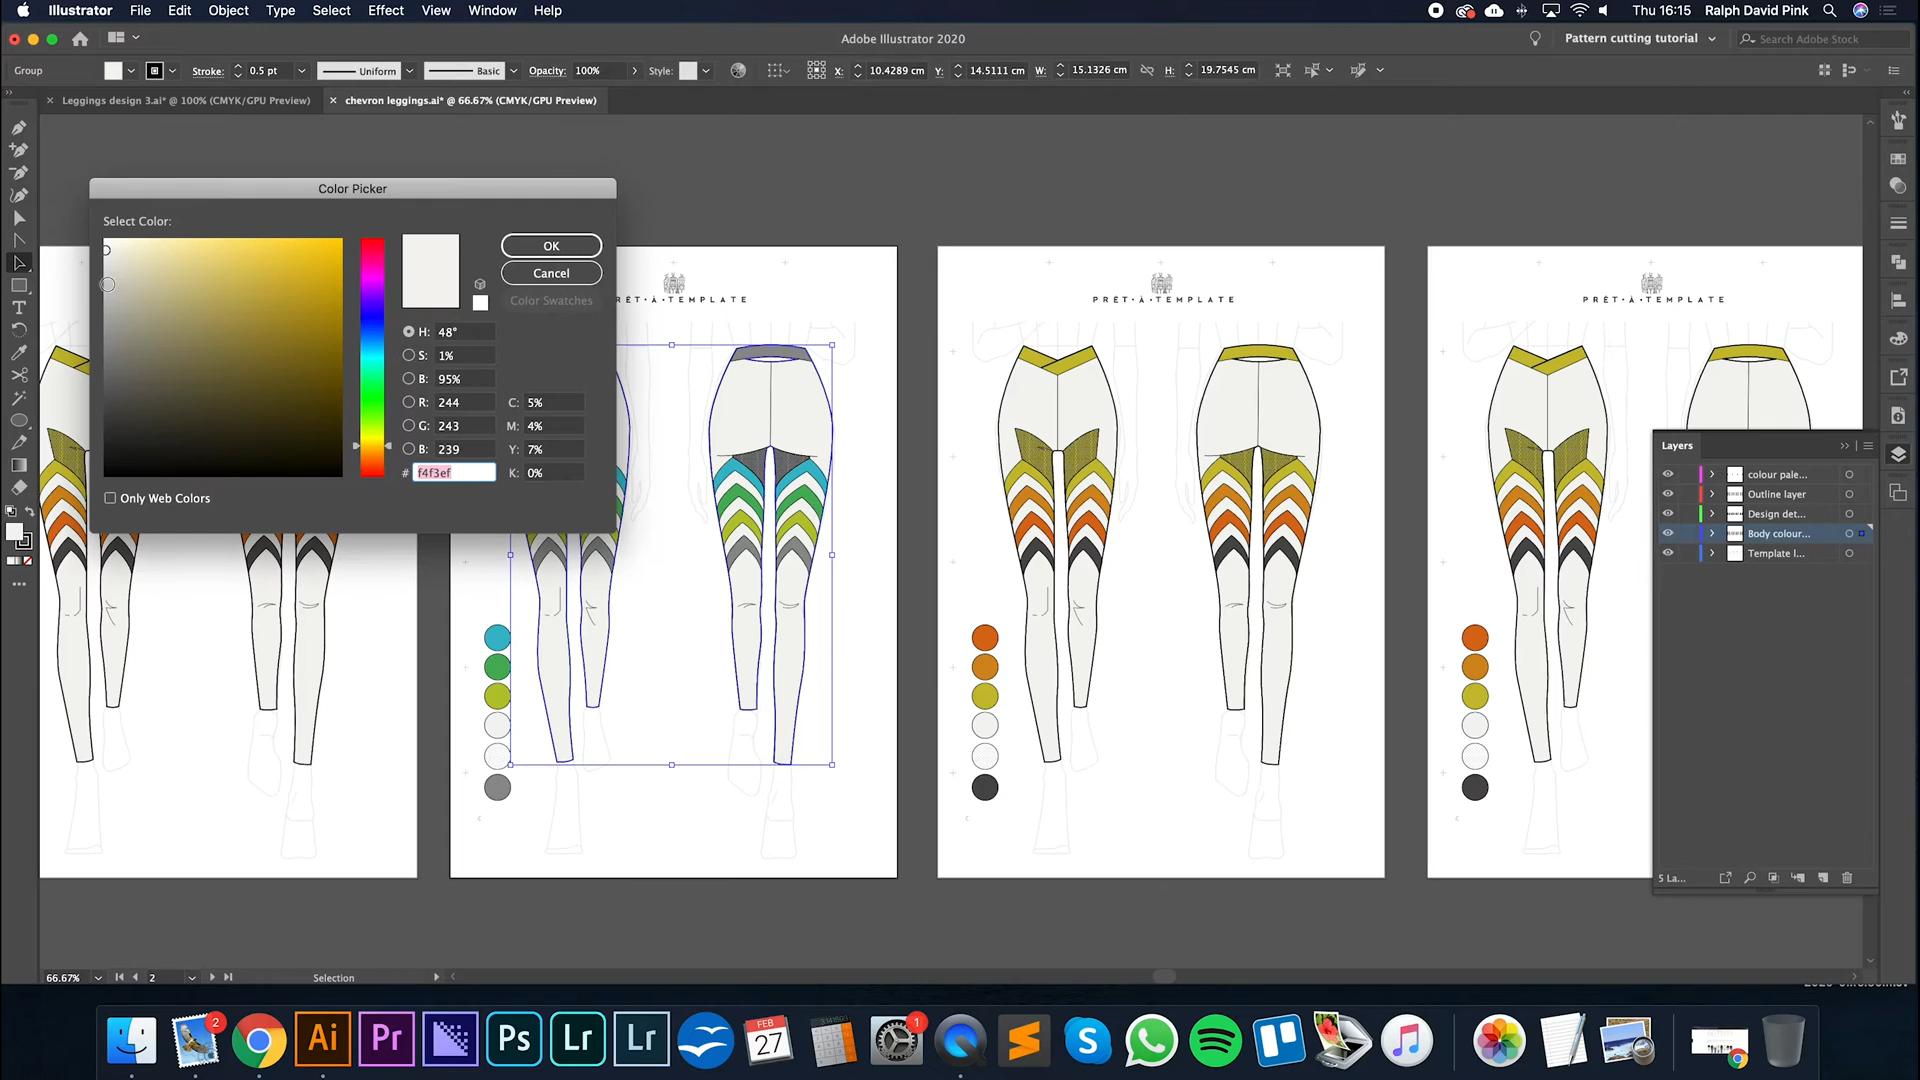 Illustrator File Edit Object Type Select Effect View Window Help Thu 16:15 Ralph David Pink
Adobe Illustrator 2020 Pattern cutting tutorial Search Adobe Stock
Group Stroke: 0.5 pt Uniform Basic Opacity: 100% Style: X: 10.4289 cm Y: 14.5111 cm W: 15.1326 cm H: 19.7545 cm
Leggings design 3.ai* @ 100% (CMYK/GPU Preview) chevron leggings.ai* @ 66.67% (CMYK/GPU Preview)
Color Picker
Select Color:
OK
Cancel
Color Swatches
H: 48°
S: 1%
B: 95%
R: 244 C: 5%
G: 243 M: 4%
B: 239 Y: 7%
# f4f3ef K: 0%
Only Web Colors
RÊT·À·TEMPLATE
PRÊT·À·TEMPLATE
PRÊT·À·TEMPLATE
Layers
colour pale...
Outline layer
Design det...
Body colour...
Template l...
5 La...
66.67% 2 Selection
2
Ai
Pr
Ps
Lr
Lr
FEB
27
1